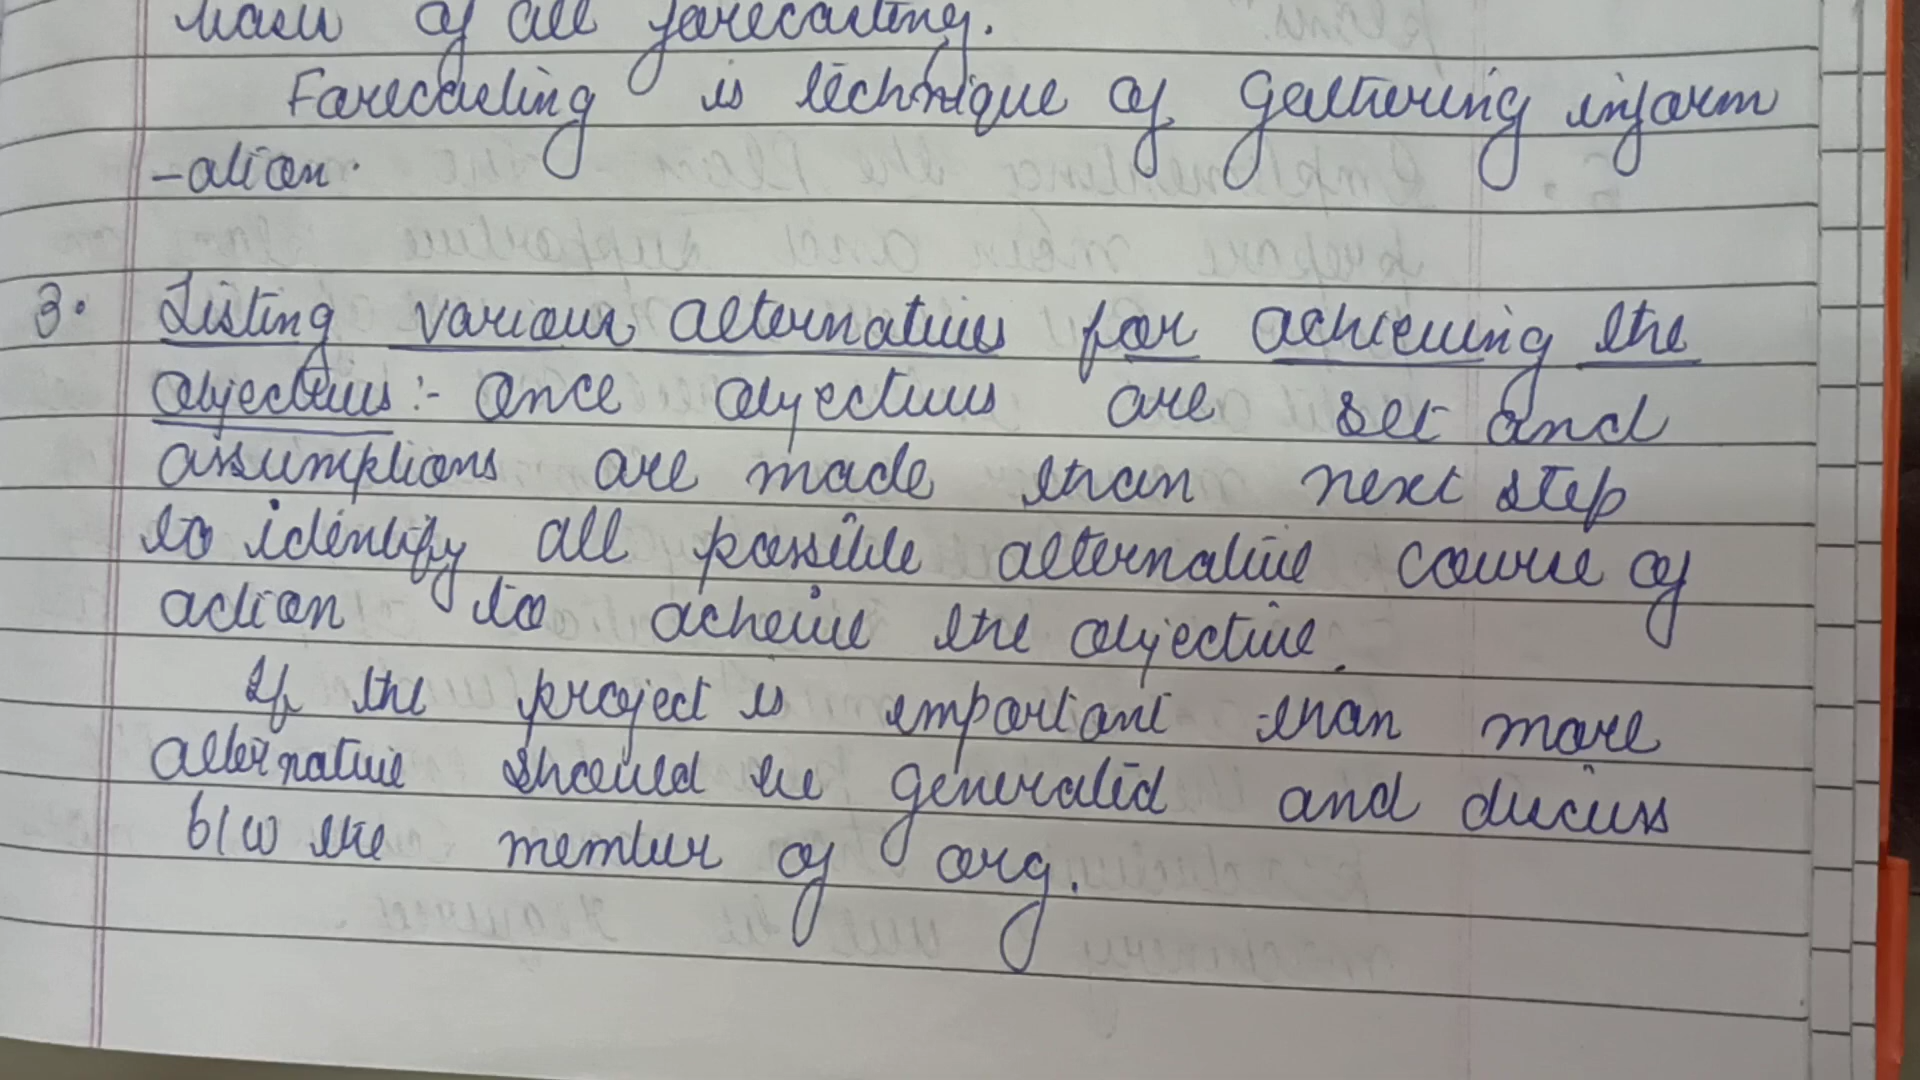 of all forecasting.
Forecasting is technique of gathering inform
-ation.
3. Listing various alternatives for achieving the
objectives :- once objectives are set and
assumptions are made than next step
to identify all possible alternative course of
action to acheive the objective.
If the project is important than more
alternative should be generated and discuss
b/w the member of org.